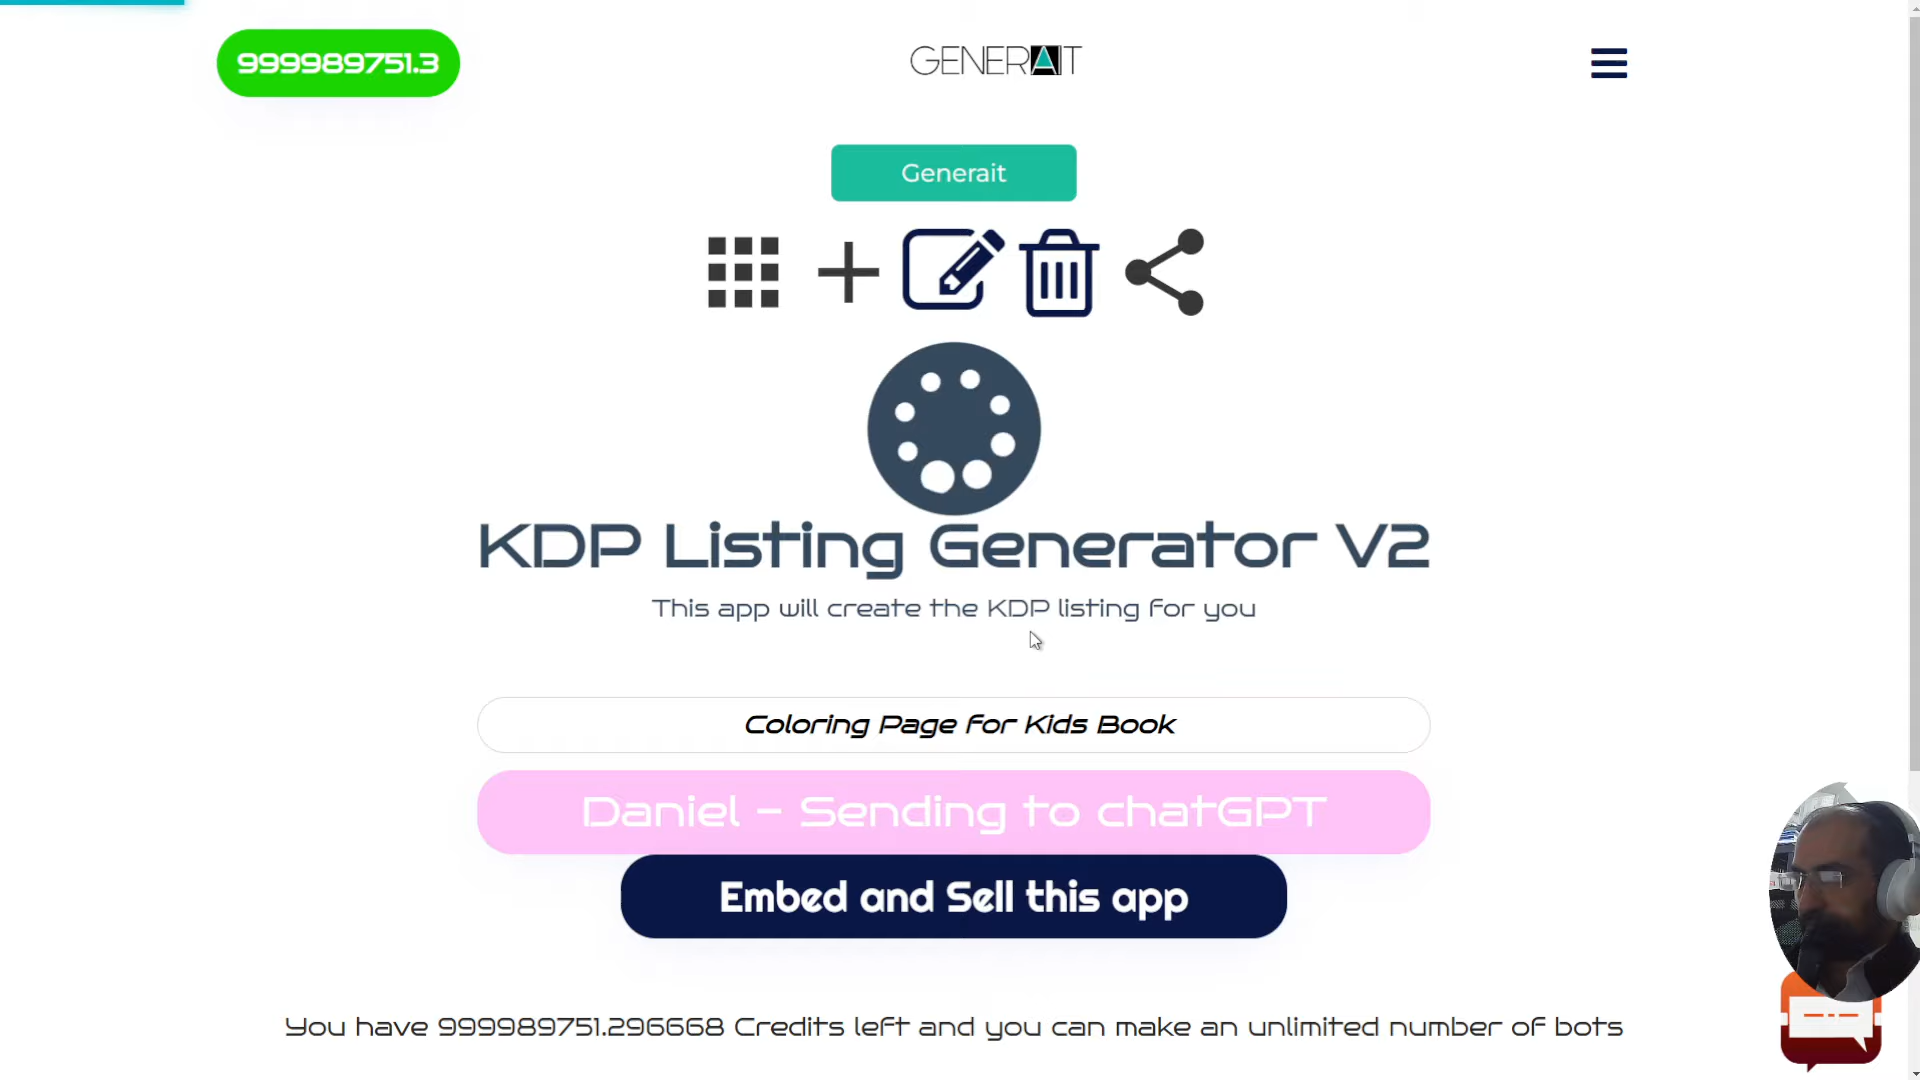 999989751.3
GENERAIT
Generait
KDP Listing Generator V2
This app will create the KDP listing for you
Coloring Page for Kids Book
Daniel - Sending to chatGPT
Embed and Sell this app
You have 999989751.296668 Credits left and you can make an unlimited number of bots